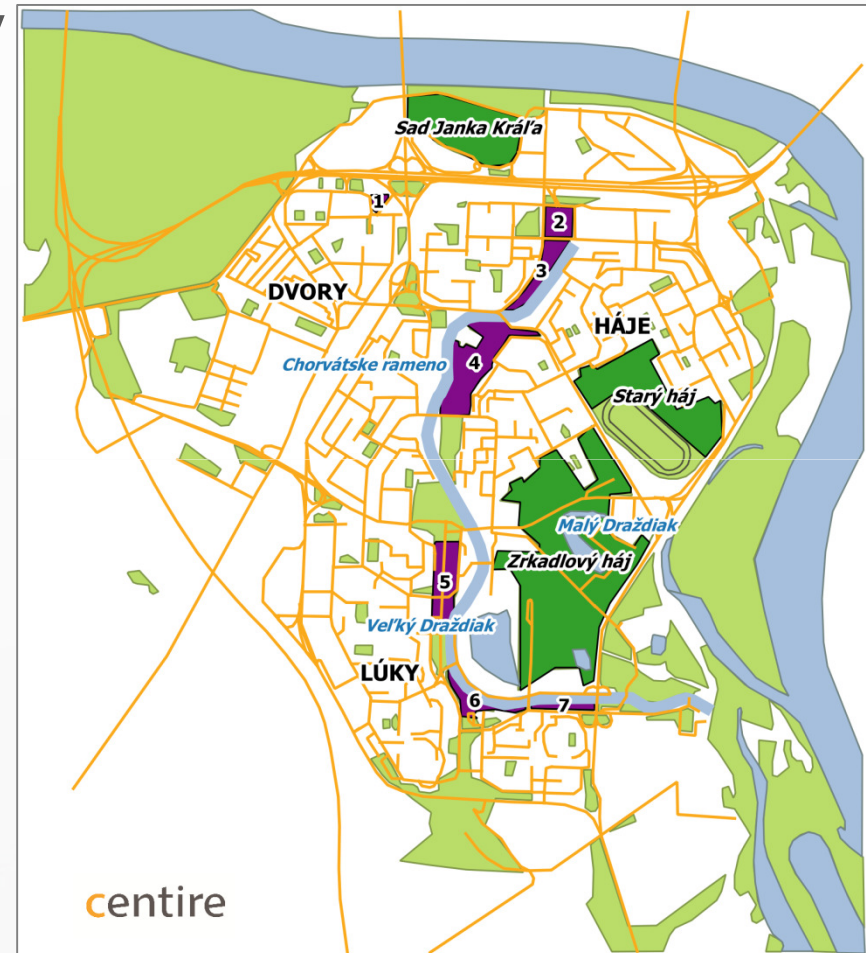 Sad Janka Kráľa
1
2
3
DVORY
HÁJE
Chorvátske rameno
4
Starý háj
Malý Draždiak
Zrkadlový háj
5
Veľký Draždiak
LÚKY
6
7
centire